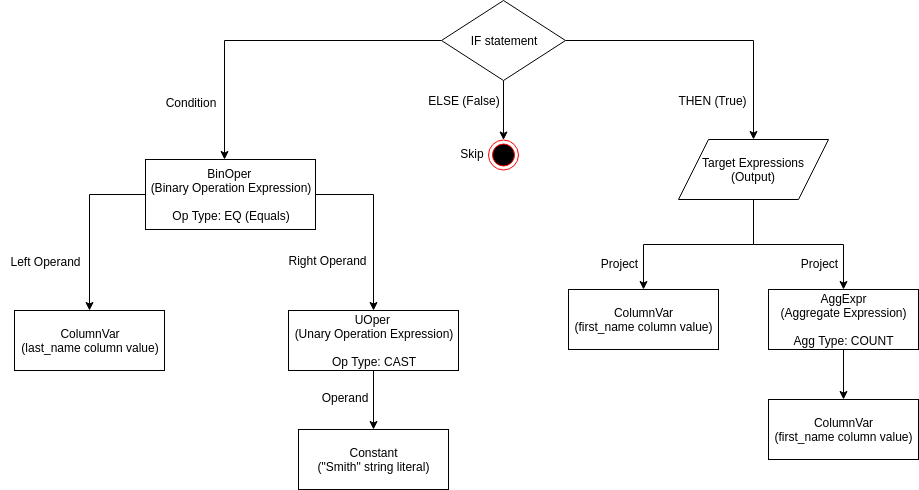 IF statement
Condition
ELSE (False)
THEN (True)
Skip
BinOper
(Binary Operation Expression)
Op Type: EQ (Equals)
Target Expressions
(Output)
Left Operand
Right Operand
Project
Project
ColumnVar
(last_name column value)
UOper
(Unary Operation Expression)
Op Type: CAST
ColumnVar
(first_name column value)
AggExpr
(Aggregate Expression)
Agg Type: COUNT
Operand
Constant
("Smith" string literal)
ColumnVar
(first_name column value)